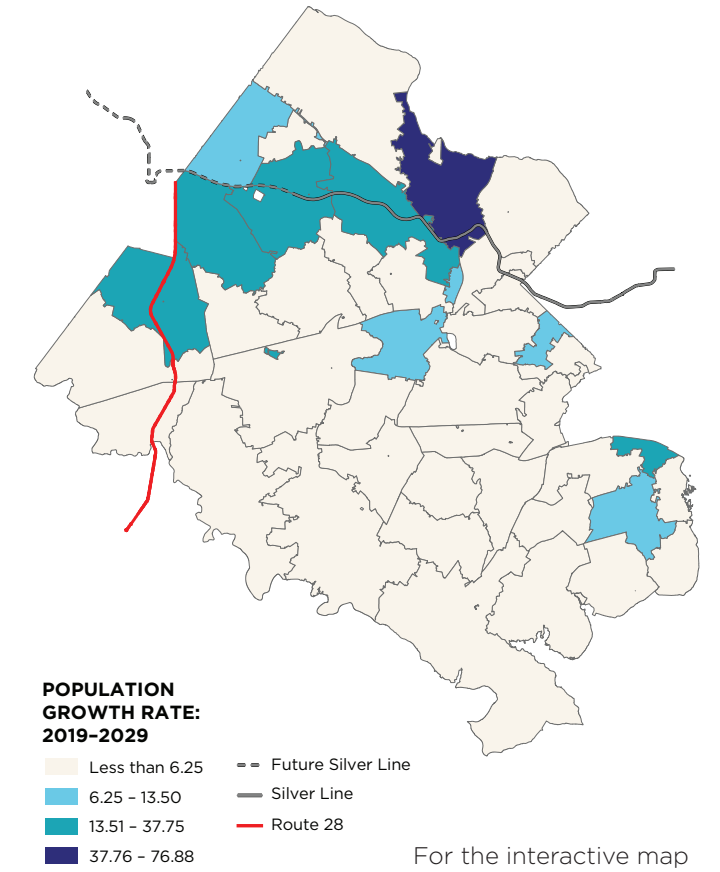 POPULATION
GROWTH RATE:
2019–2029
Less than 6.25
6.25 – 13.50
13.51 – 37.75
37.76 – 76.88
Future Silver Line
Silver Line
Route 28
For the interactive map